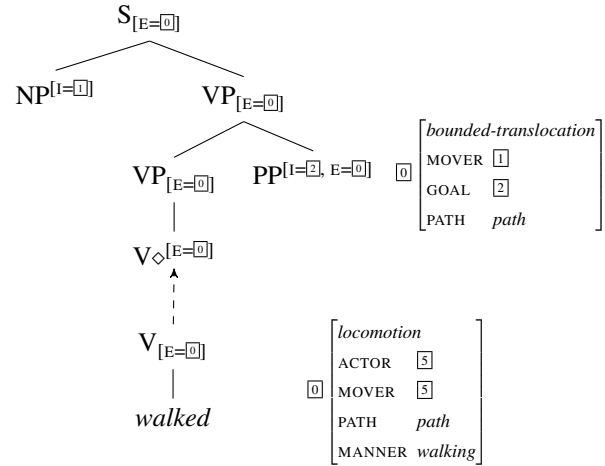 S[E=0]
NP[I=1] VP[E=0]
VP[E=0] PP[I=2, E=0] 0 bounded-translocation
MOVER 1
GOAL 2
PATH path
V◇[E=0]
V[E=0]
walked
0 locomotion
ACTOR 5
MOVER 5
PATH path
MANNER walking